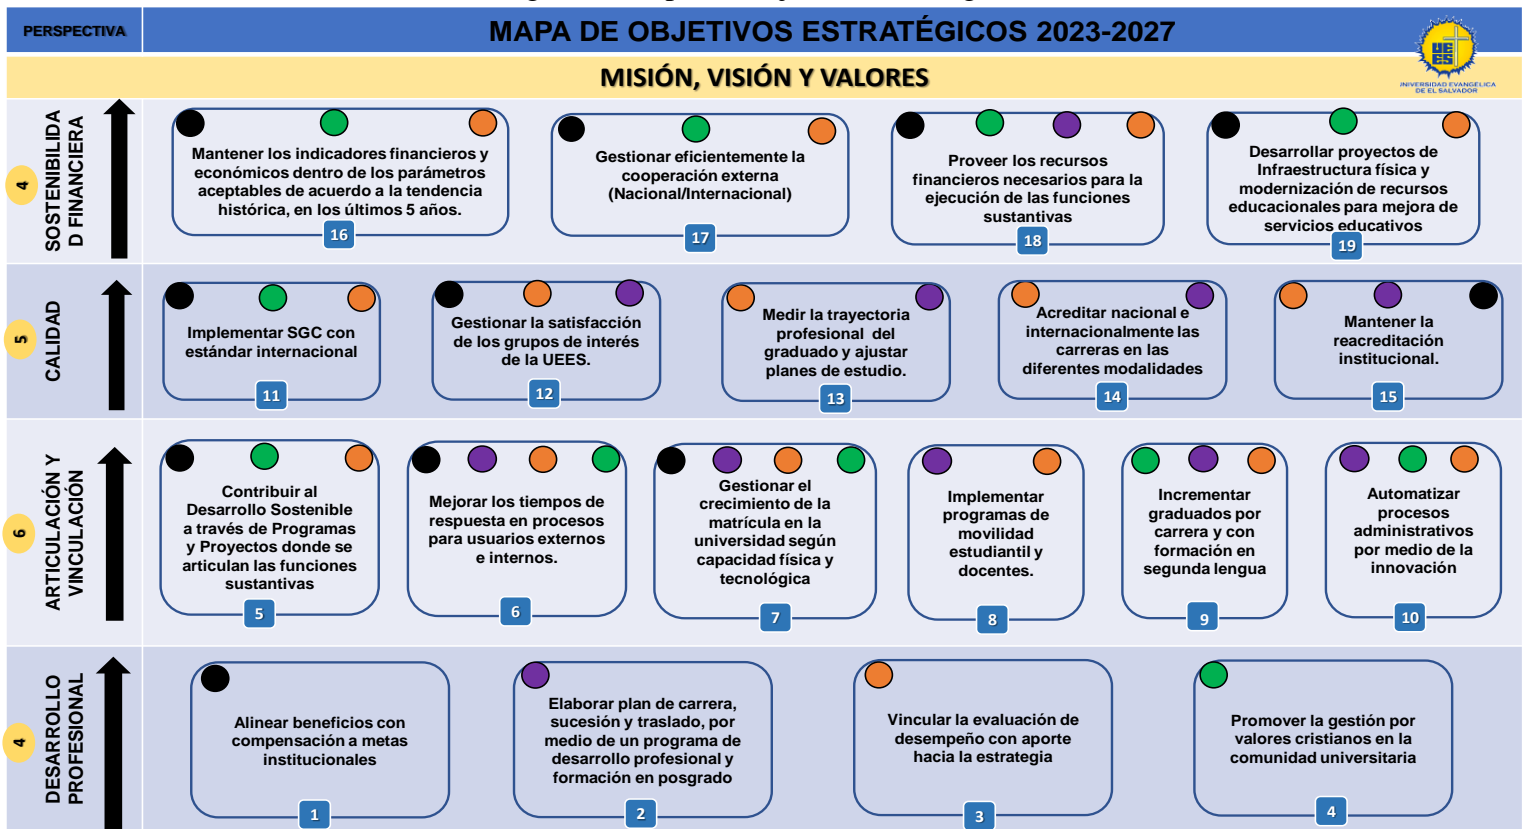 PERSPECTIVA
MAPA DE OBJETIVOS ESTRATÉGICOS 2023-2027
UE
ES
UNIVERSIDAD EVANGÉLICA
DE EL SALVADOR
MISIÓN, VISIÓN Y VALORES
4
SOSTENIBILIDA
D FINANCIERA
Mantener los indicadores financieros y
económicos dentro de los parámetros
aceptables de acuerdo a la tendencia
histórica, en los últimos 5 años.
16
Gestionar eficientemente la
cooperación externa
(Nacional/Internacional)
17
Proveer los recursos
financieros necesarios para la
ejecución de las funciones
sustantivas
18
Desarrollar proyectos de
Infraestructura física y
modernización de recursos
educacionales para mejora de
servicios educativos
19
5
CALIDAD
Implementar SGC con
estándar internacional
11
Gestionar la satisfacción
de los grupos de interés
de la UEES.
12
Medir la trayectoria
profesional del
graduado y ajustar
planes de estudio.
13
Acreditar nacional e
internacionalmente las
carreras en las
diferentes modalidades
14
Mantener la
reacreditación
institucional.
15
6
ARTICULACIÓN Y
VINCULACIÓN
Contribuir al
Desarrollo Sostenible
a través de Programas
y Proyectos donde se
articulan las funciones
sustantivas
5
Mejorar los tiempos de
respuesta en procesos
para usuarios externos
e internos.
6
Gestionar el
crecimiento de la
matrícula en la
universidad según
capacidad física y
tecnológica
7
Implementar
programas de
movilidad
estudiantil y
docentes.
8
Incrementar
graduados por
carrera y con
formación en
segunda lengua
9
Automatizar
procesos
administrativos
por medio de la
innovación
10
4
DESARROLLO
PROFESIONAL
Alinear beneficios con
compensación a metas
institucionales
1
Elaborar plan de carrera,
sucesión y traslado, por
medio de un programa de
desarrollo profesional y
formación en posgrado
2
Vincular la evaluación de
desempeño con aporte
hacia la estrategia
3
Promover la gestión por
valores cristianos en la
comunidad universitaria
4